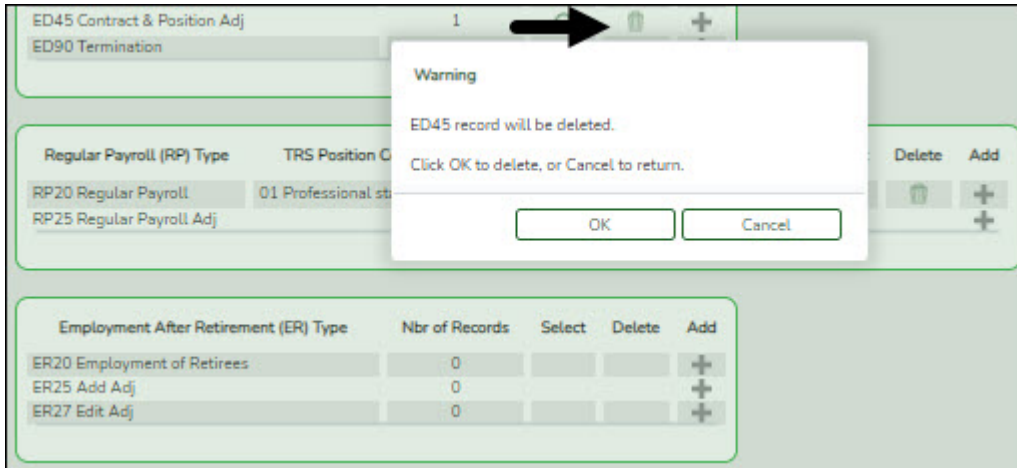 ED45 Contract & Position Adj 1
ED90 Termination
Warning
ED45 record will be deleted.
Click OK to delete, or Cancel to return.
OK Cancel
Regular Payroll (RP) Type TRS Position C Delete Add
RP20 Regular Payroll 01 Professional st
RP25 Regular Payroll Adj
Employment After Retirement (ER) Type Nbr of Records Select Delete Add
ER20 Employment of Retirees 0
ER25 Add Adj 0
ER27 Edit Adj 0